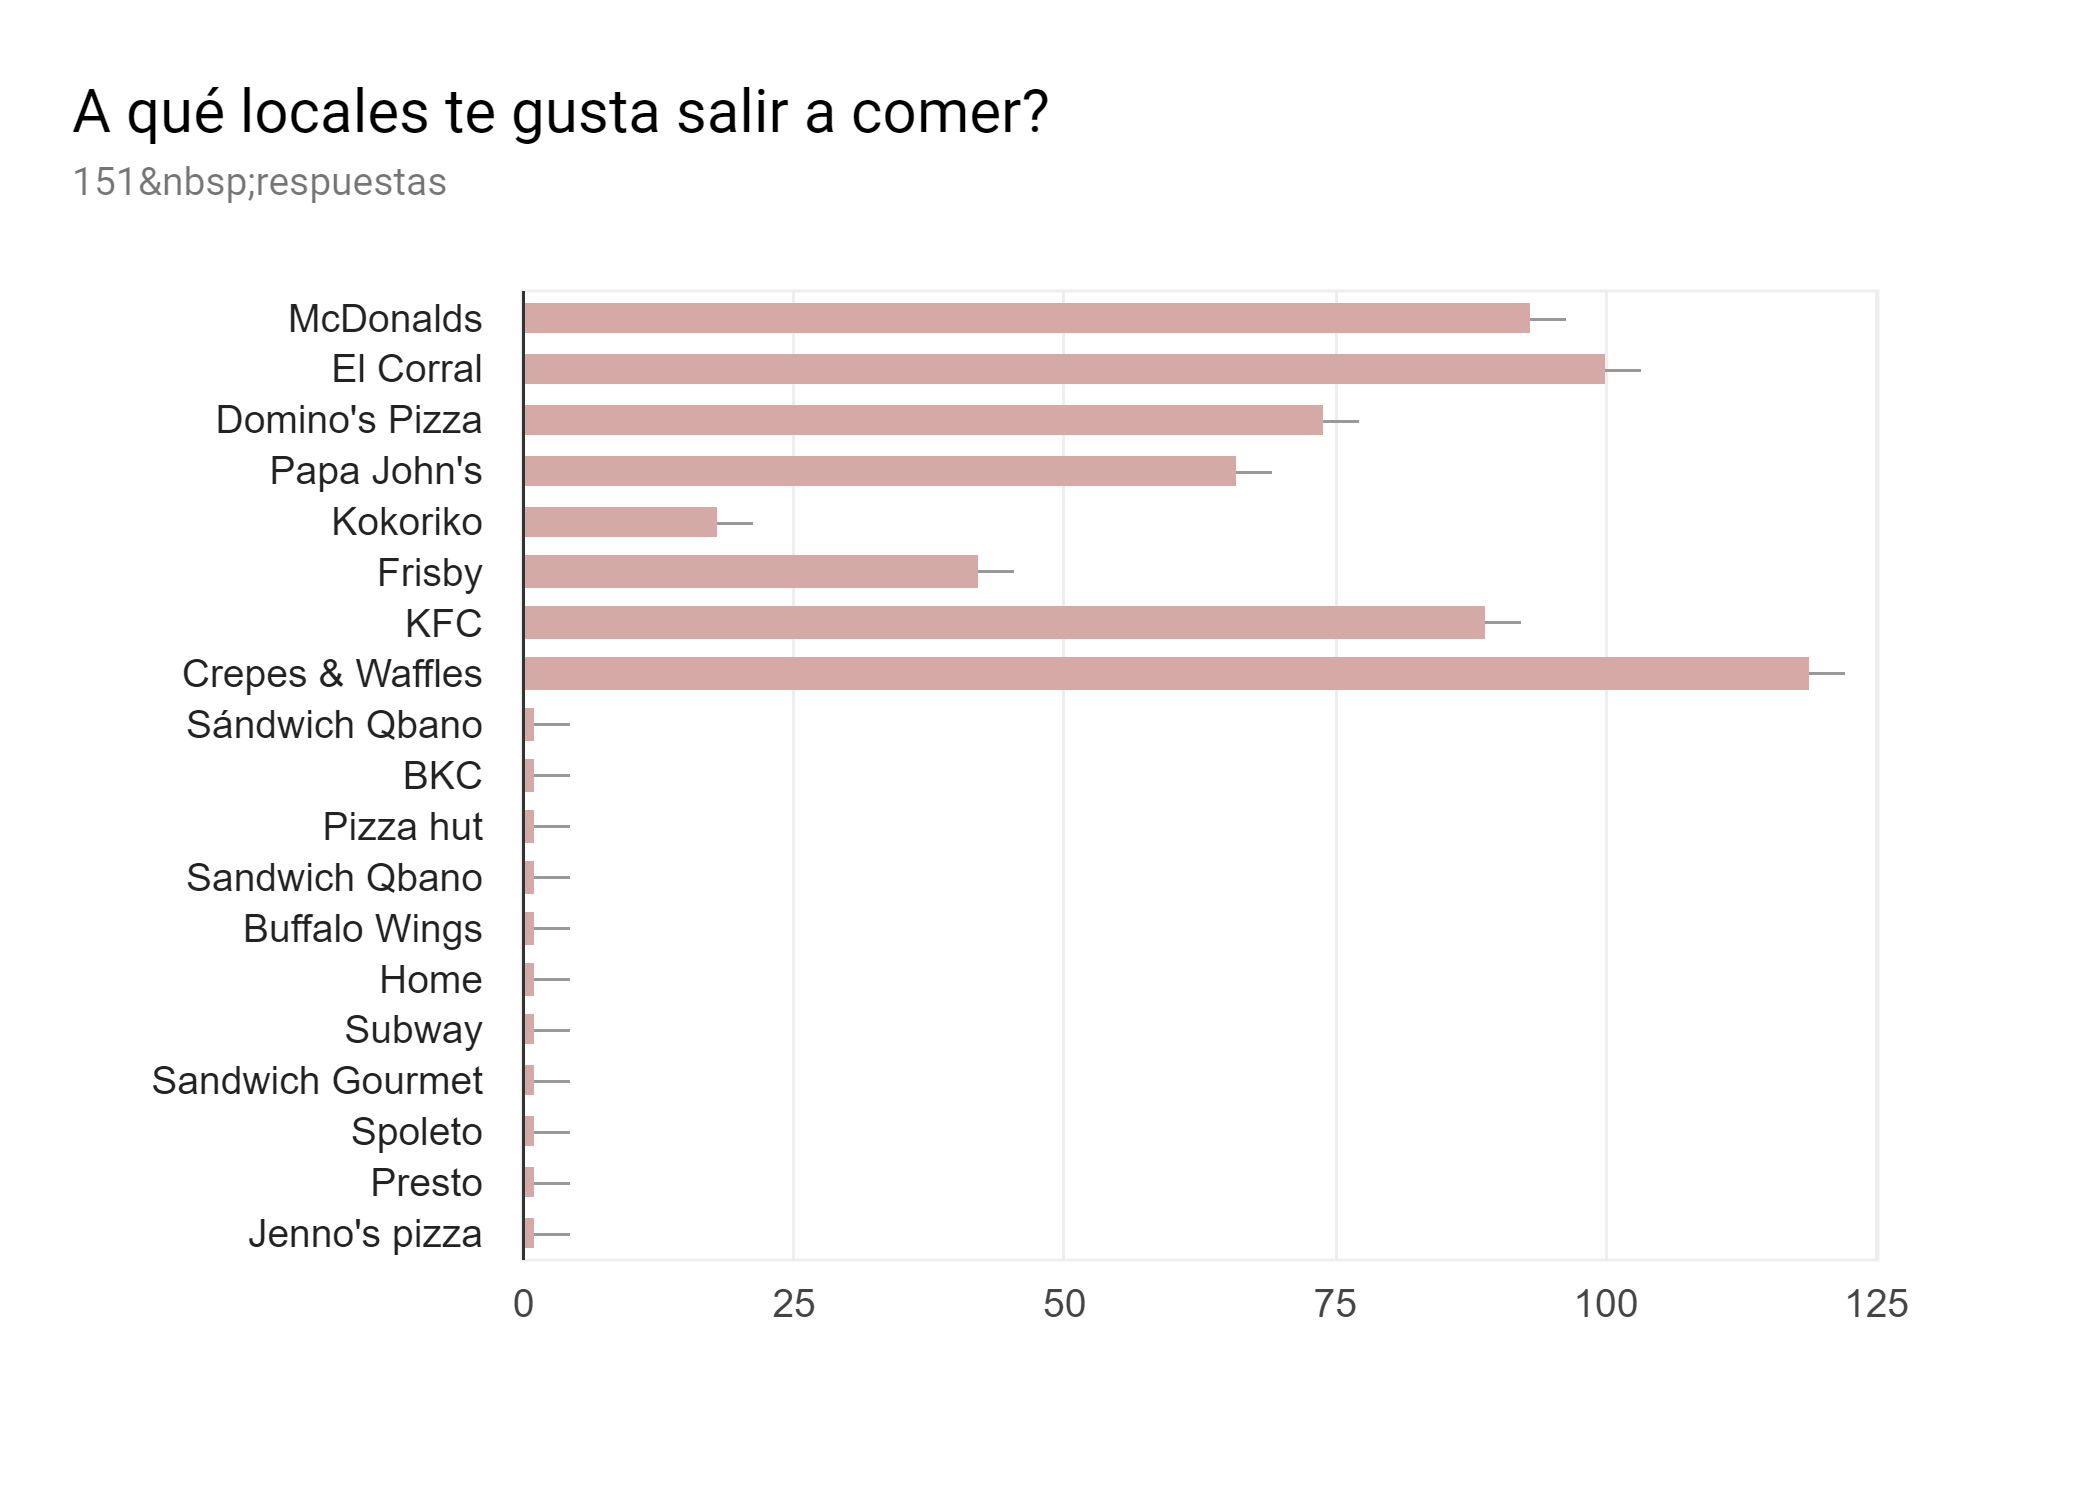 A qué locales te gusta salir a comer?
151&nbsp;respuestas
McDonalds
El Corral
Domino's Pizza
Papa John's
Kokoriko
Frisby
KFC
Crepes & Waffles
Sándwich Qbano
BKC
Pizza hut
Sandwich Qbano
Buffalo Wings
Home
Subway
Sandwich Gourmet
Spoleto
Presto
Jenno's pizza
0 25 50 75 100 125